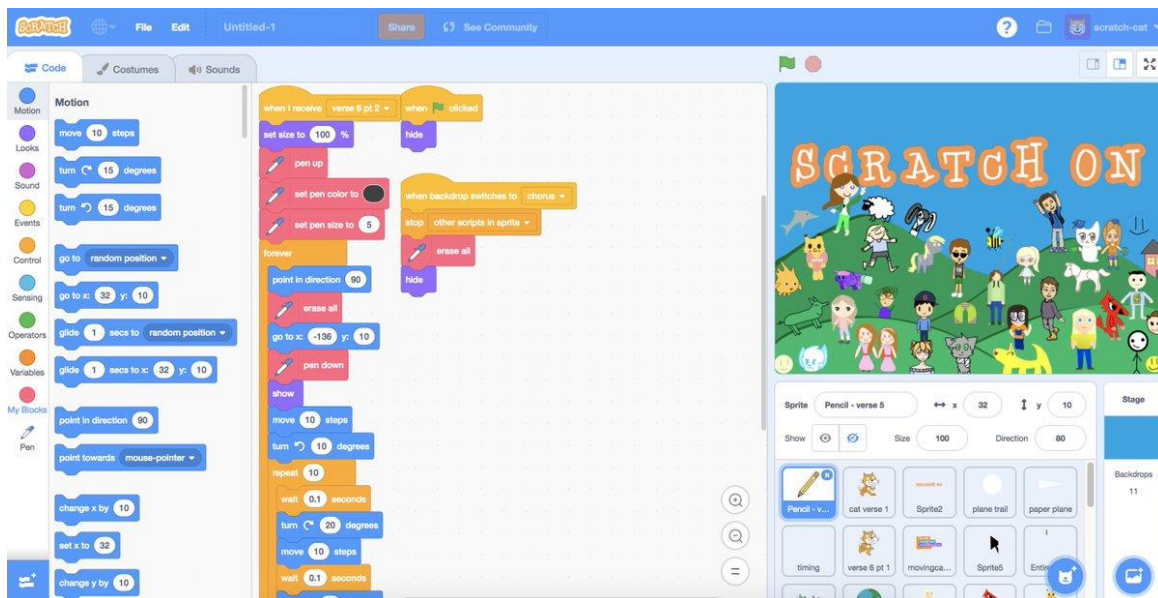 SCRATCH File Edit Untitled-1 Share See Community ? scratch-cat
Code Costumes Sounds
Motion
Looks
Sound
Events
Control
Sensing
Operators
Variables
My Blocks
Pen
Motion
move 10 steps
turn 15 degrees
turn 15 degrees
go to random position
go to x: 32 y: 10
glide 1 secs to random position
glide 1 secs to x: 32 y: 10
point in direction 90
point towards mouse-pointer
change x by 10
set x to 32
change y by 10
when I receive verse 6 pt 2
set size to 100 %
pen up
set pen color to
set pen size to 5
forever
point in direction 90
erase all
go to x: -136 y: 10
pen down
show
move 10 steps
turn 10 degrees
repeat 10
wait 0.1 seconds
turn 20 degrees
move 10 steps
wait 0.1 seconds
when clicked
hide
when backdrop switches to chorus
stop other scripts in sprite
erase all
hide
SCRATCH ON
Sprite Pencil - verse 5 x 32 y 10
Show Size 100 Direction 80
Pencil - v... cat verse 1 Sprite2 plane trail paper plane
timing verse 6 pt 1 movingca... Sprite5
Stage
Backdrops
11